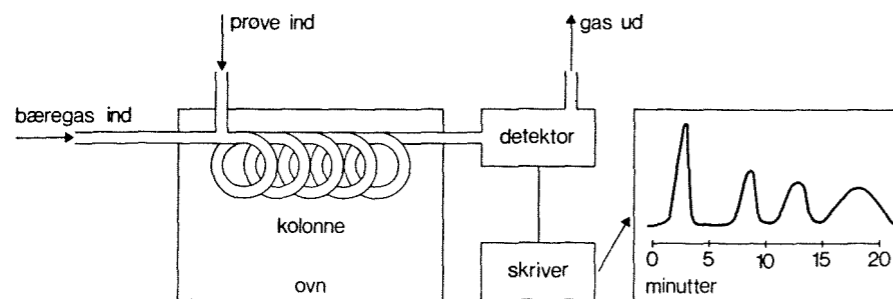 prøve ind
gas ud
bæregas ind
detektor
kolonne
ovn
skriver
0 5 10 15 20
minutter